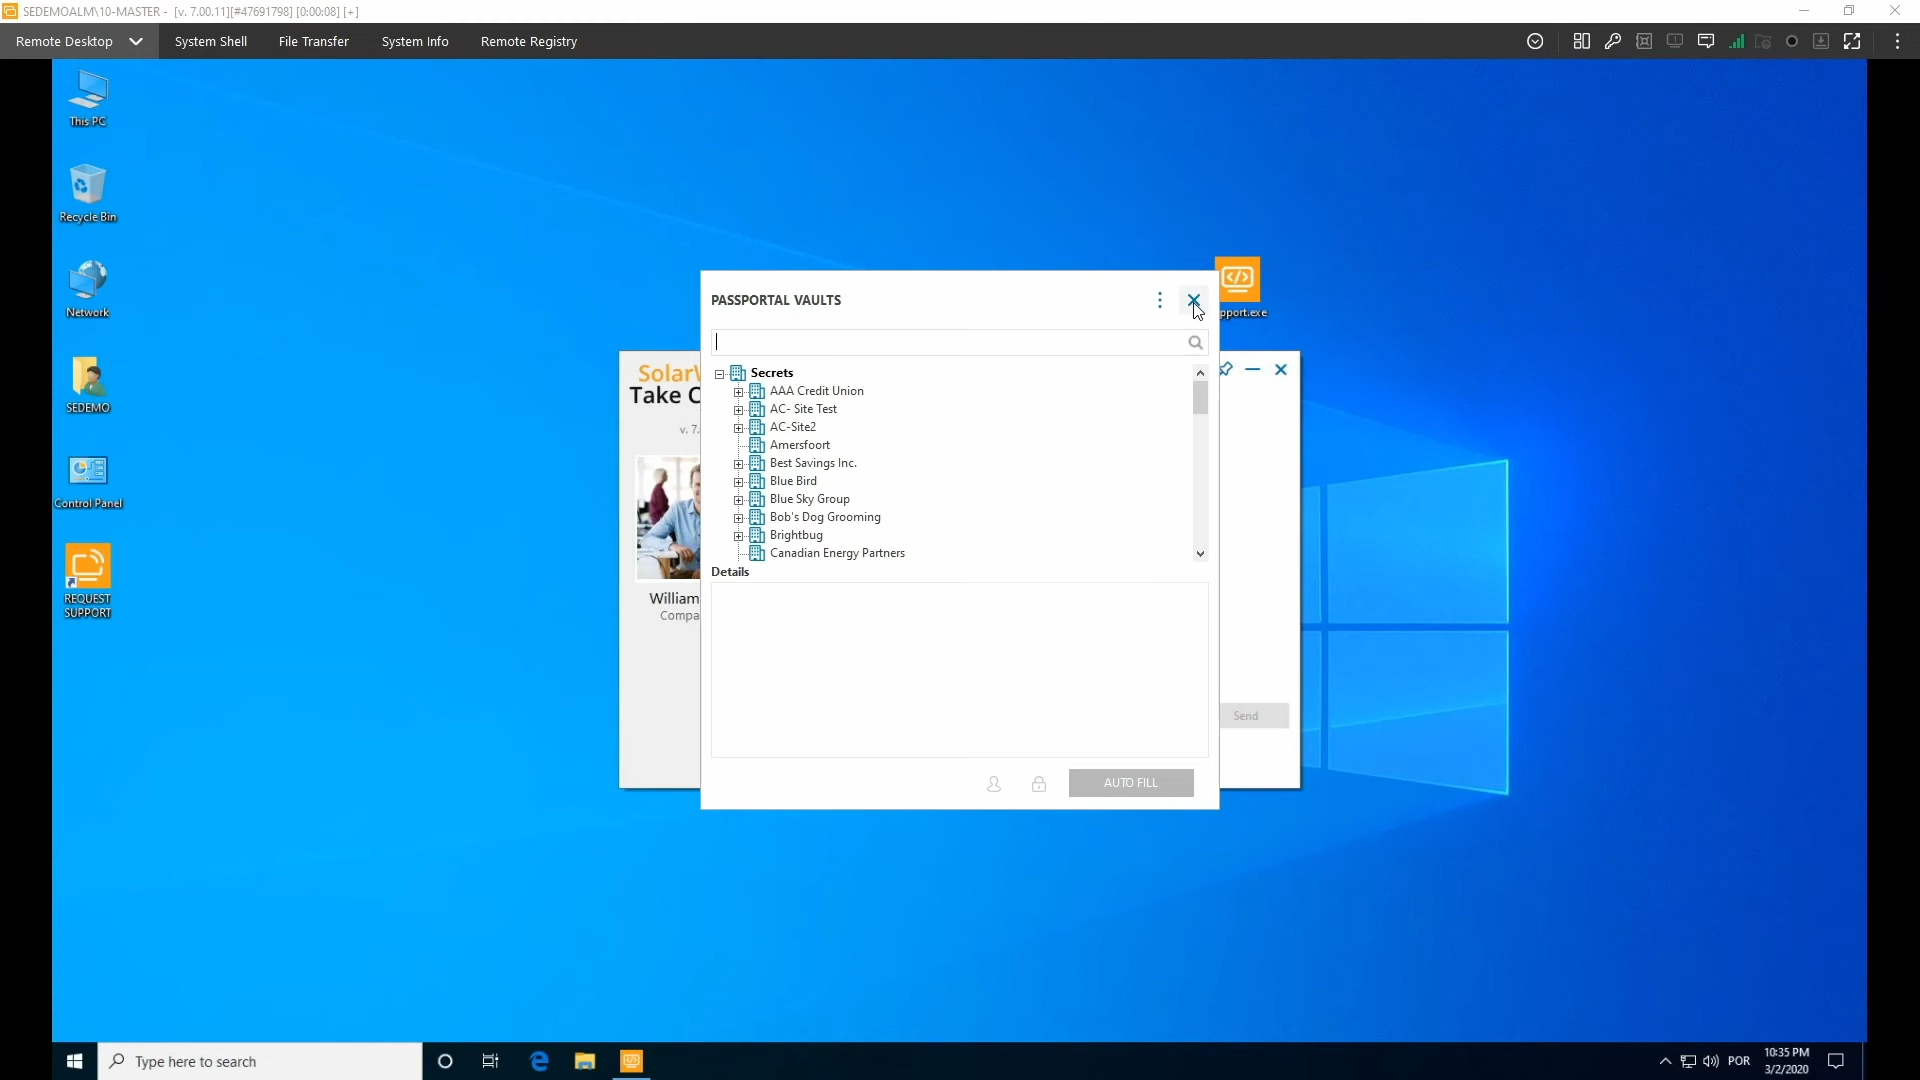 SEDEMOALM\10-MASTER - [v. 7.00.11][#47691798] [0:00:08] [+]
Remote Desktop
System Shell
File Transfer
System Info
Remote Registry
This PC
Recycle Bin
Network
SEDEMO
Control Panel
REQUEST
SUPPORT
pport.exe
SolarW
Take C
v. 7.
William
Compa
PASSPORTAL VAULTS
Secrets
AAA Credit Union
AC- Site Test
AC-Site2
Amersfoort
Best Savings Inc.
Blue Bird
Blue Sky Group
Bob's Dog Grooming
Brightbug
Canadian Energy Partners
Details
AUTO FILL
Send
Type here to search
POR
10:35 PM
3/2/2020